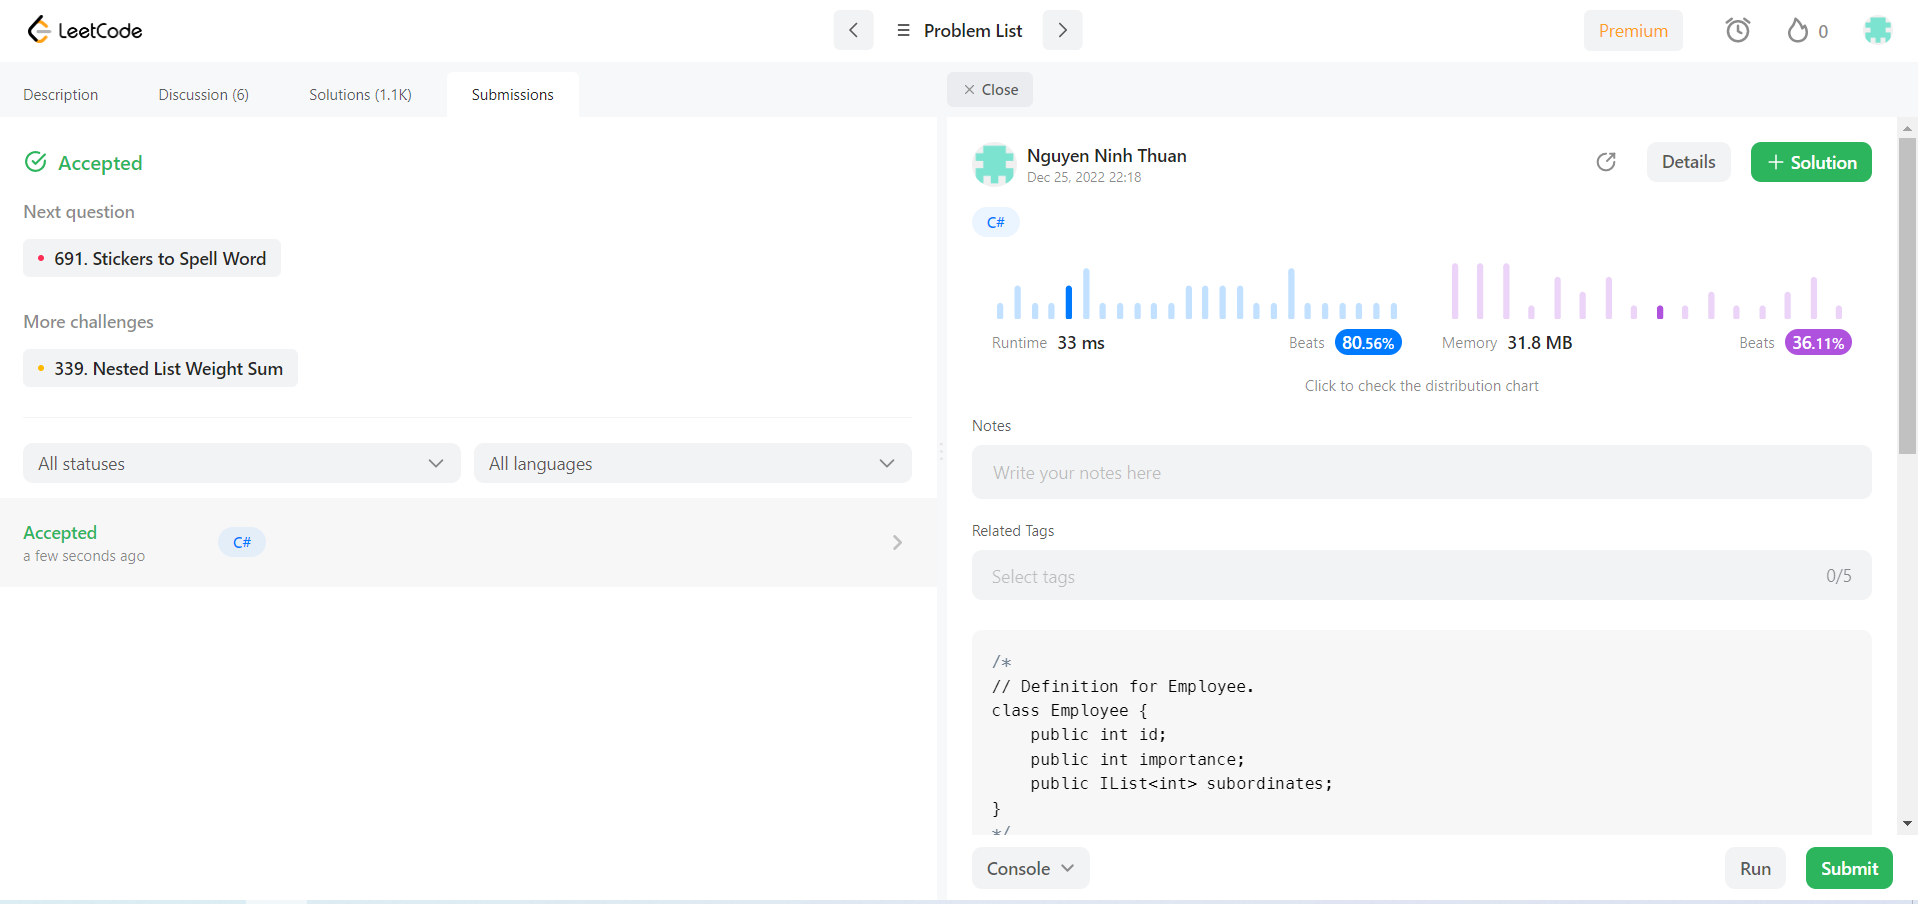 LeetCode
Problem List
Premium
0
Description
Discussion (6)
Solutions (1.1K)
Submissions
Accepted
Next question
691. Stickers to Spell Word
More challenges
339. Nested List Weight Sum
All statuses
All languages
Accepted
a few seconds ago
C#
Close
Nguyen Ninh Thuan
Dec 25, 2022 22:18
Details
+ Solution
C#
Runtime 33 ms
Beats 80.56%
Memory 31.8 MB
Beats 36.11%
Click to check the distribution chart
Notes
Write your notes here
Related Tags
Select tags
0/5
/*
// Definition for Employee.
class Employee {
    public int id;
    public int importance;
    public IList<int> subordinates;
}
*/
Console
Run
Submit